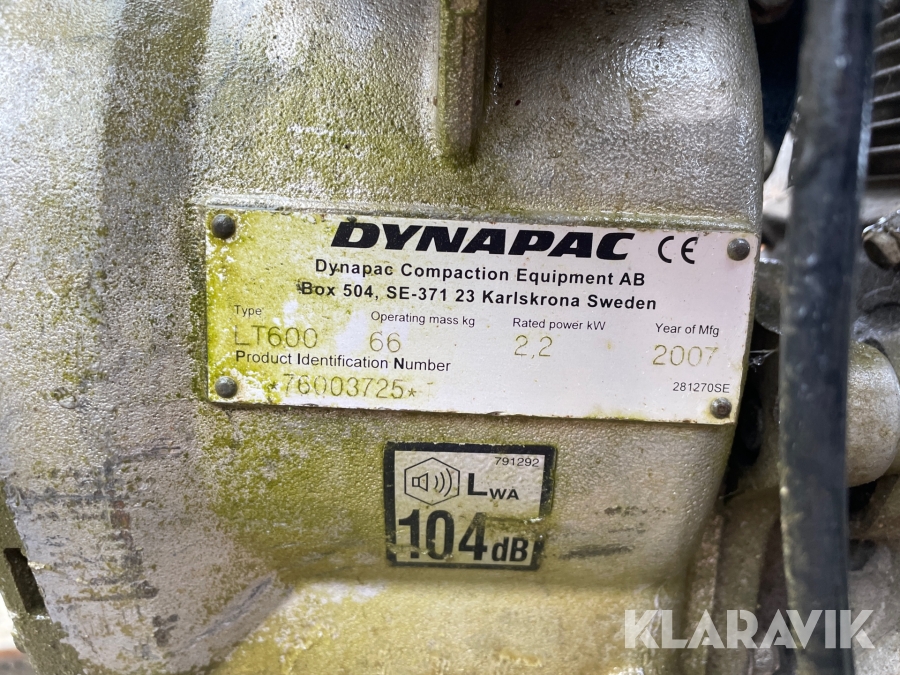 DYNAPAC CE
Dynapac Compaction Equipment AB
Box 504, SE-371 23 Karlskrona Sweden
Type Operating mass kg Rated power kW Year of Mfg
LT600 66 2,2 2007
Product Identification Number
*76003725*
281270SE
791292
LWA
104dB
KLARAVIK